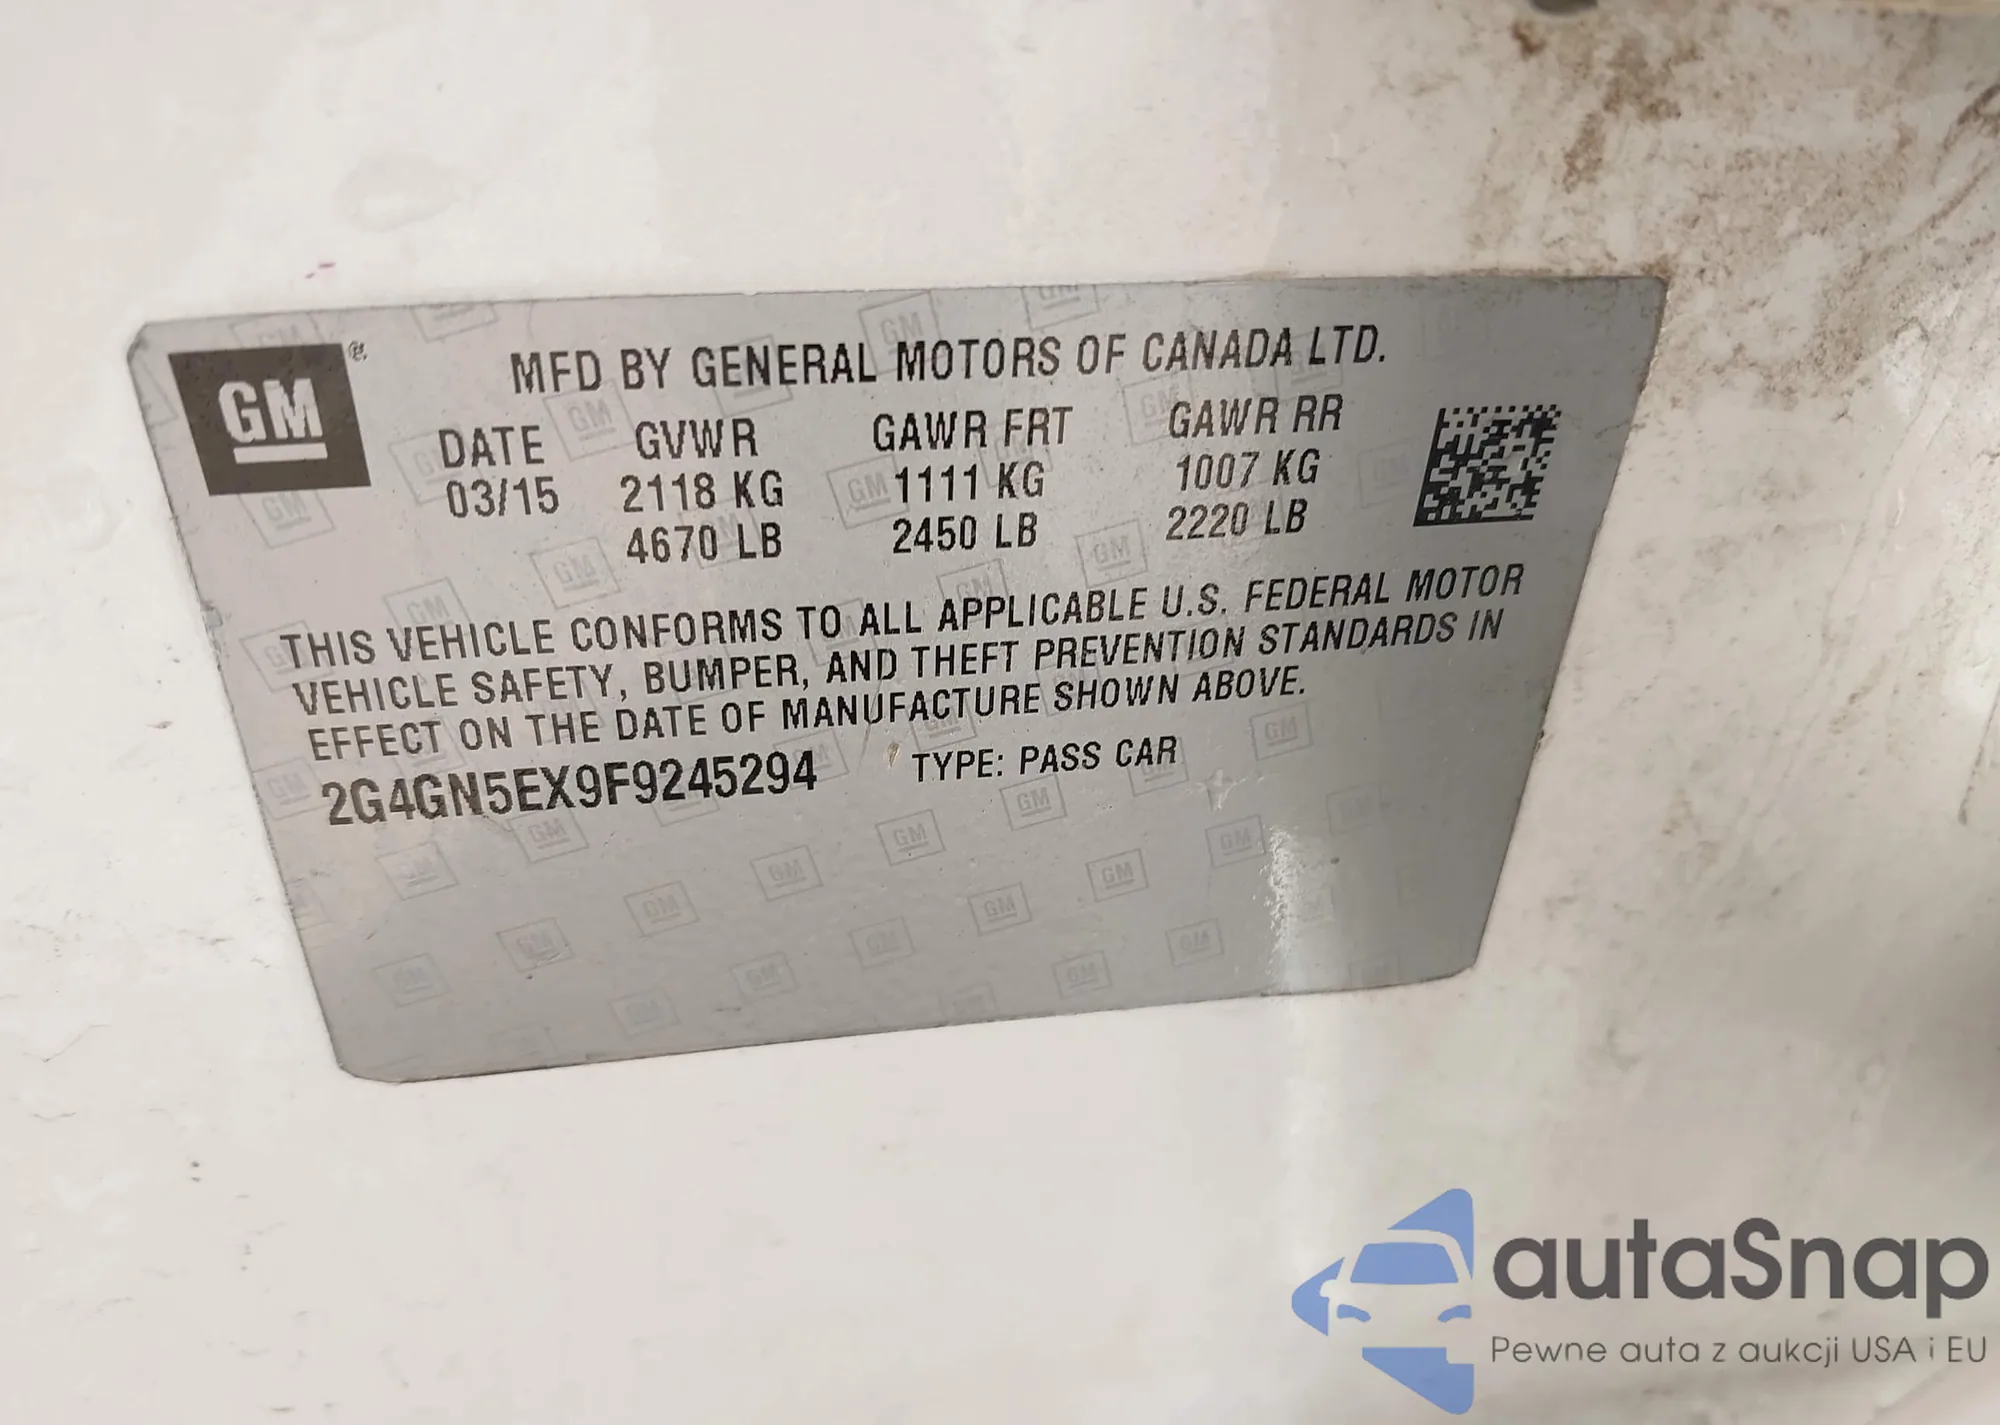 GM ®
MFD BY GENERAL MOTORS OF CANADA LTD.
DATE GVWR GAWR FRT GAWR RR
03/15 2118 KG 1111 KG 1007 KG
4670 LB 2450 LB 2220 LB
THIS VEHICLE CONFORMS TO ALL APPLICABLE U.S. FEDERAL MOTOR
VEHICLE SAFETY, BUMPER, AND THEFT PREVENTION STANDARDS IN
EFFECT ON THE DATE OF MANUFACTURE SHOWN ABOVE.
2G4GN5EX9F9245294 TYPE: PASS CAR
autaSnap
Pewne auta z aukcji USA i EU